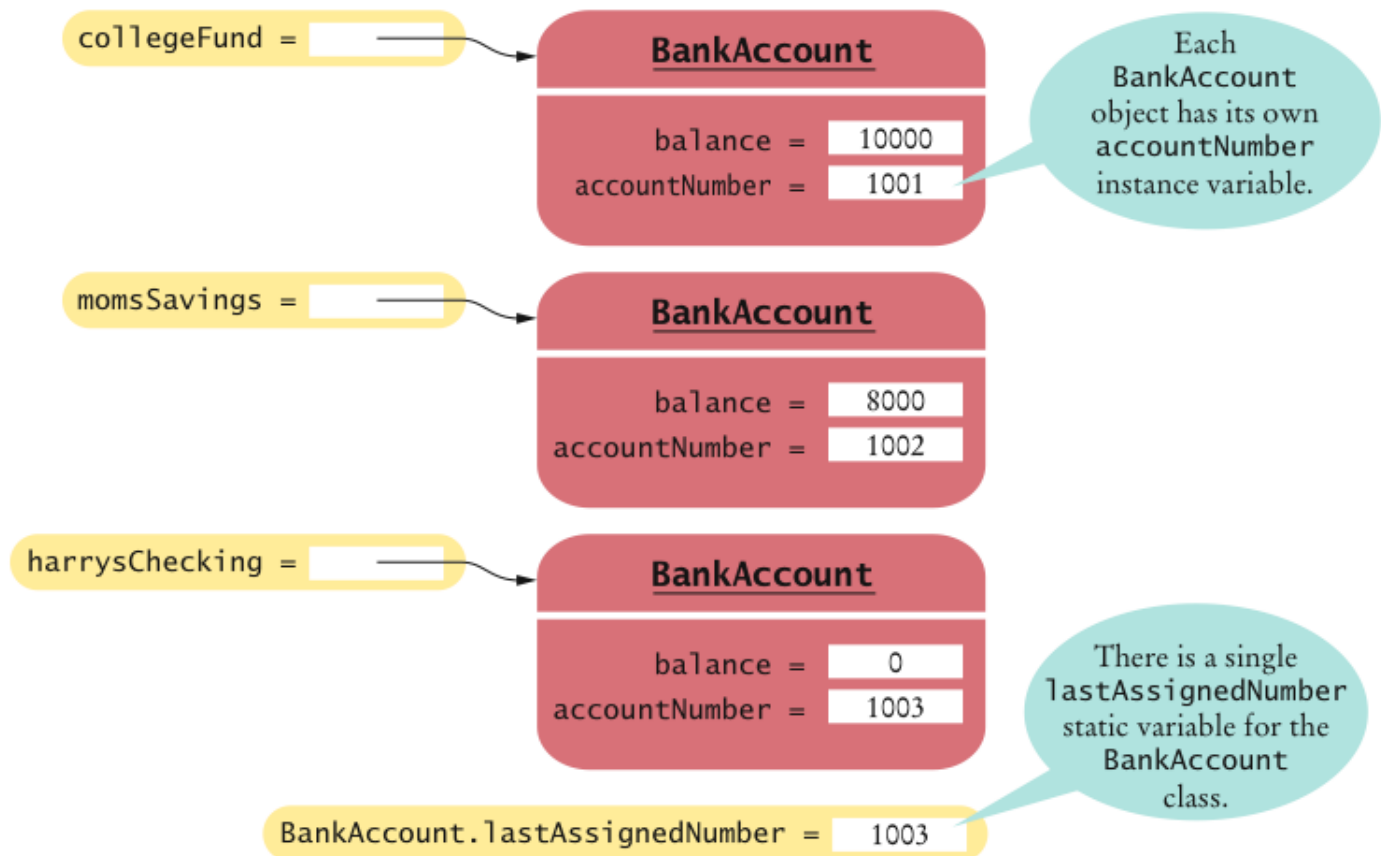 collegeFund =
BankAccount
balance = 10000
accountNumber = 1001
Each
BankAccount
object has its own
accountNumber
instance variable.
momsSavings =
BankAccount
balance = 8000
accountNumber = 1002
harrysChecking =
BankAccount
balance = 0
accountNumber = 1003
There is a single
lastAssignedNumber
static variable for the
BankAccount
class.
BankAccount.lastAssignedNumber = 1003